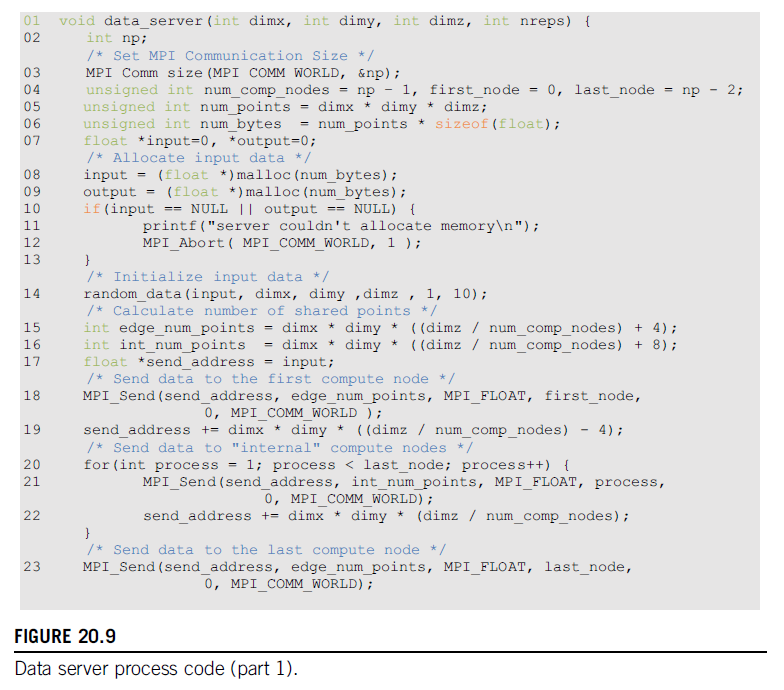 01 void data_server(int dimx, int dimy, int dimz, int nreps) {
02 int np;
/* Set MPI Communication Size */
03 MPI Comm size(MPI COMM WORLD, &np);
04 unsigned int num_comp_nodes = np - 1, first_node = 0, last_node = np - 2;
05 unsigned int num_points = dimx * dimy * dimz;
06 unsigned int num_bytes = num_points * sizeof(float);
07 float *input=0, *output=0;
/* Allocate input data */
08 input = (float *)malloc(num_bytes);
09 output = (float *)malloc(num_bytes);
10 if(input == NULL || output == NULL) {
11 printf("server couldn't allocate memory\n");
12 MPI_Abort( MPI_COMM_WORLD, 1 );
13 }
/* Initialize input data */
14 random_data(input, dimx, dimy ,dimz , 1, 10);
/* Calculate number of shared points */
15 int edge_num_points = dimx * dimy * ((dimz / num_comp_nodes) + 4);
16 int int_num_points = dimx * dimy * ((dimz / num_comp_nodes) + 8);
17 float *send_address = input;
/* Send data to the first compute node */
18 MPI_Send(send_address, edge_num_points, MPI_FLOAT, first_node,
0, MPI_COMM_WORLD );
19 send_address += dimx * dimy * ((dimz / num_comp_nodes) - 4);
/* Send data to "internal" compute nodes */
20 for(int process = 1; process < last_node; process++) {
21 MPI_Send(send_address, int_num_points, MPI_FLOAT, process,
0, MPI_COMM_WORLD);
22 send_address += dimx * dimy * (dimz / num_comp_nodes);
}
/* Send data to the last compute node */
23 MPI_Send(send_address, edge_num_points, MPI_FLOAT, last_node,
0, MPI_COMM_WORLD);
FIGURE 20.9
Data server process code (part 1).